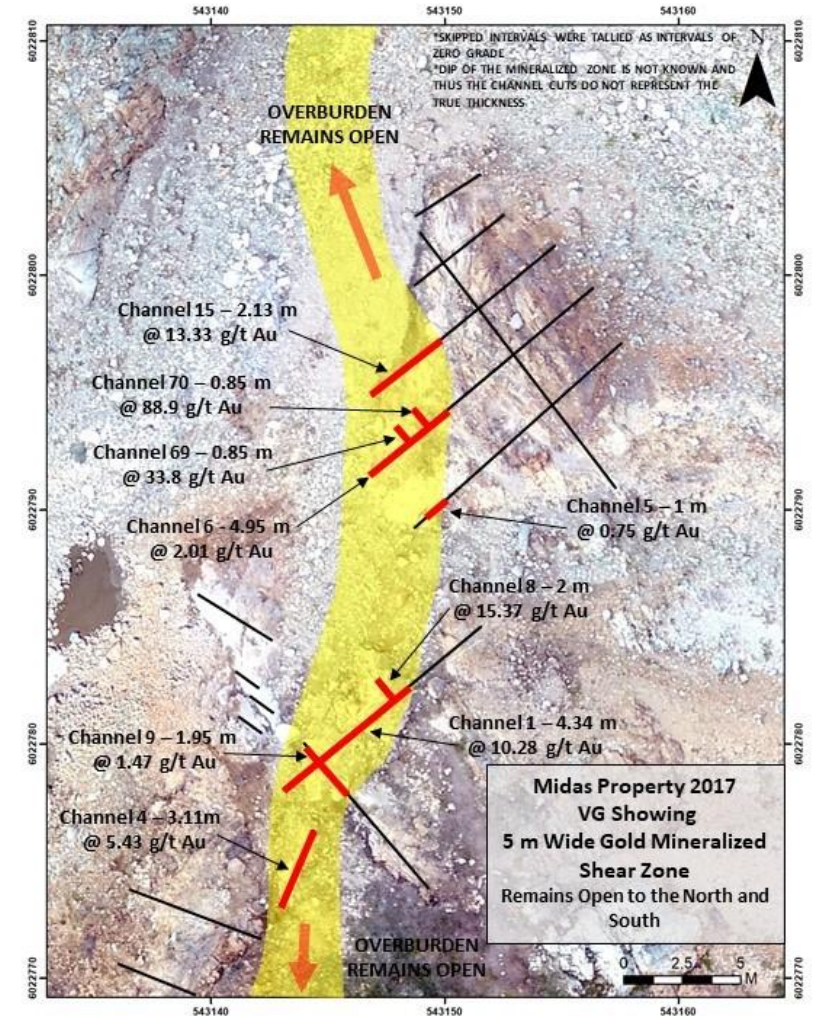 543140
543150
543160
6022810
6022810
*SKIPPED INTERVALS WERE TALLIED AS INTERVALS OF
ZERO GRADE
*DIP OF THE MINERALIZED ZONE IS NOT KNOWN AND
THUS THE CHANNEL CUTS DO NOT REPRESENT THE
TRUE THICKNESS
N
OVERBURDEN
REMAINS OPEN
6022800
6022800
Channel 15 – 2.13 m
@ 13.33 g/t Au
Channel 70 – 0.85 m
@ 88.9 g/t Au
Channel 69 – 0.85 m
@ 33.8 g/t Au
Channel 6 - 4.95 m
@ 2.01 g/t Au
6022790
6022790
Channel 5 – 1 m
@ 0.75 g/t Au
Channel 8 – 2 m
@ 15.37 g/t Au
6022780
6022780
Channel 9 – 1.95 m
@ 1.47 g/t Au
Channel 1 – 4.34 m
@ 10.28 g/t Au
Channel 4 – 3.11m
@ 5.43 g/t Au
Midas Property 2017
VG Showing
5 m Wide Gold Mineralized
Shear Zone
Remains Open to the North and
South
OVERBURDEN
REMAINS OPEN
0 2.5 5
M
6022770
6022770
543140
543150
543160